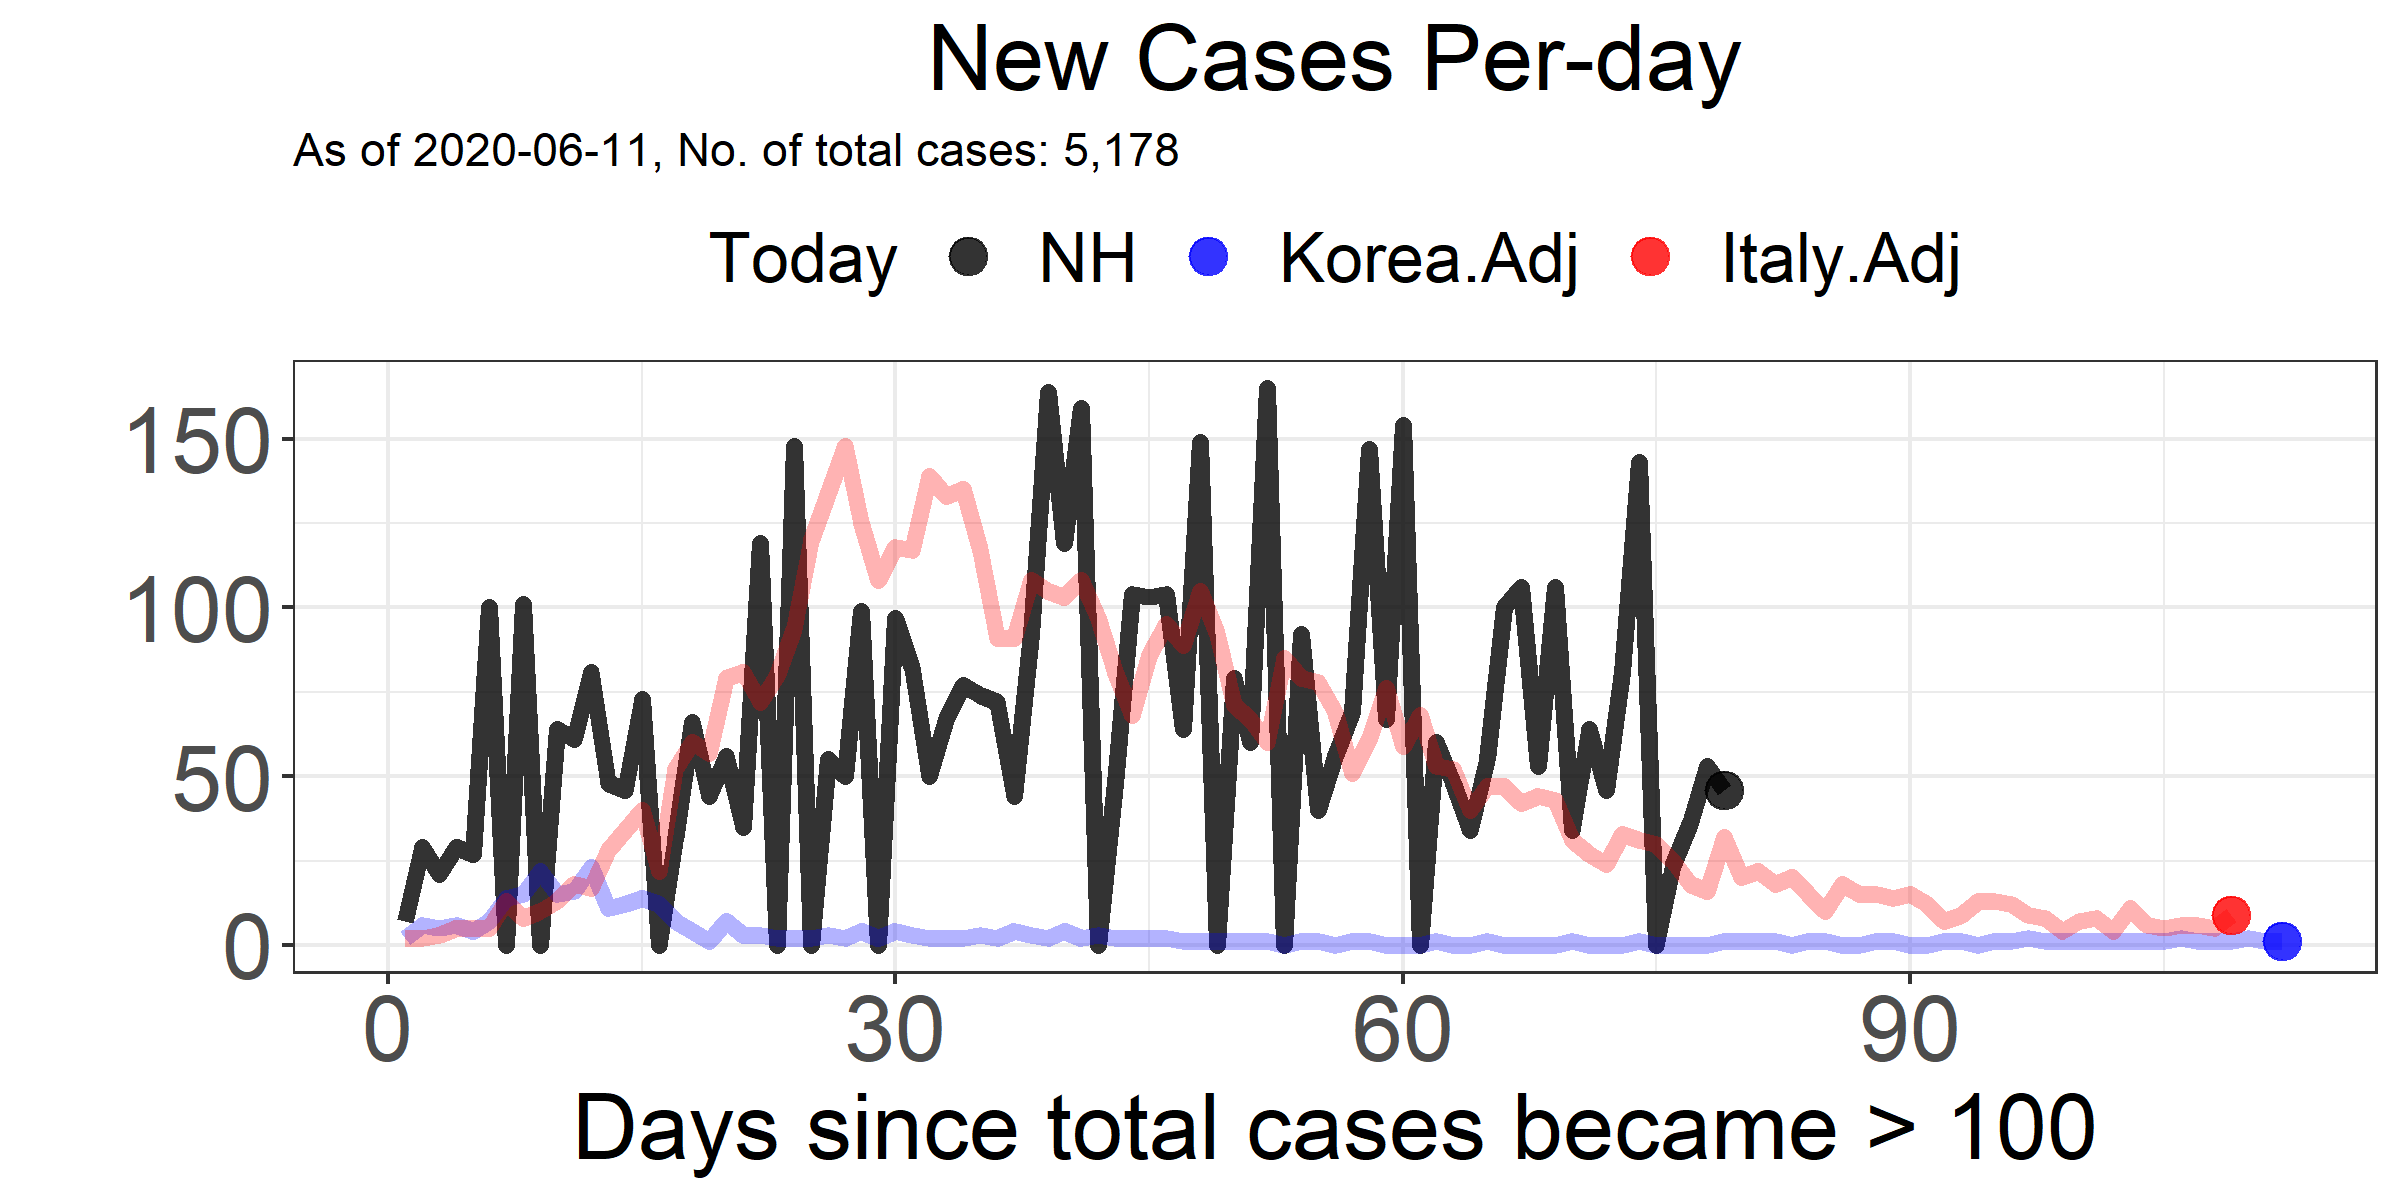 New Cases Per-day
As of 2020-06-11, No. of total cases: 5,178
Today NH Korea.Adj Italy.Adj
150
100
50
0
0 30 60 90
Days since total cases became > 100